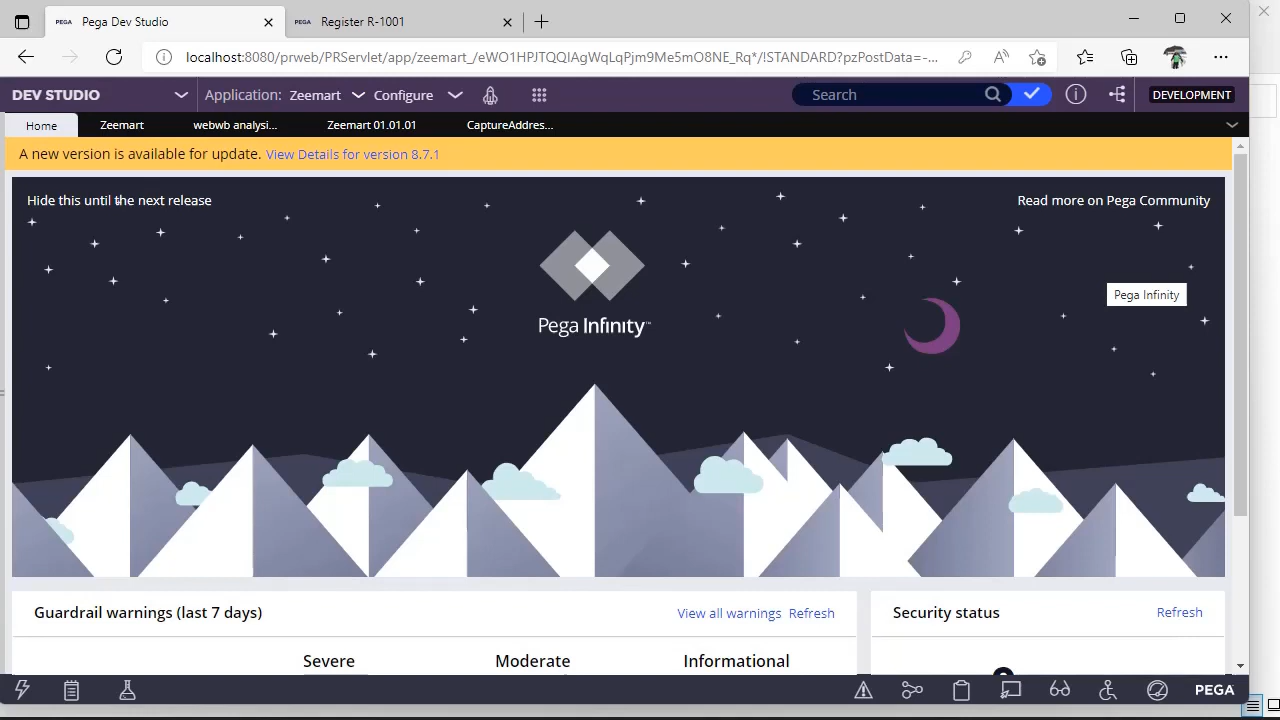 PEGA Pega Dev Studio
PEGA Register R-1001
localhost:8080/prweb/PRServlet/app/zeemart_/eWO1HPJTQQIAgWqLqPjm9Me5mO8NE_Rq*/!STANDARD?pzPostData=-...
DEV STUDIO
Application: Zeemart
Configure
Search
DEVELOPMENT
Home
Zeemart
webwb analysi...
Zeemart 01.01.01
CaptureAddres...
A new version is available for update. View Details for version 8.7.1
Hide this until the next release
Read more on Pega Community
Pega Infinity™
Pega Infinity
Guardrail warnings (last 7 days)
View all warnings Refresh
Security status
Refresh
Severe
Moderate
Informational
PEGA